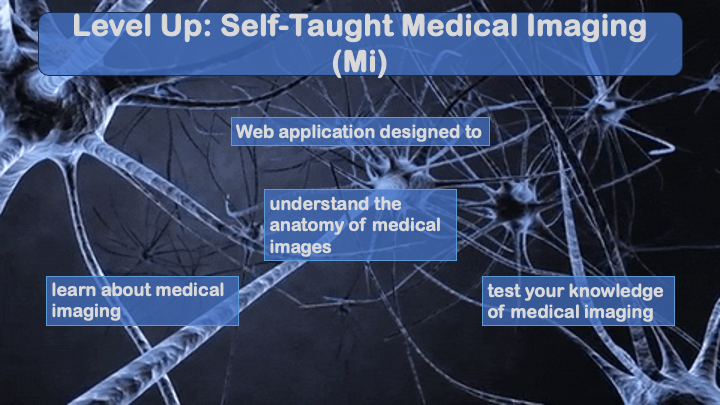 Level Up: Self-Taught Medical Imaging
(Mi)
Web application designed to
understand the
anatomy of medical
images
learn about medical
imaging
test your knowledge
of medical imaging